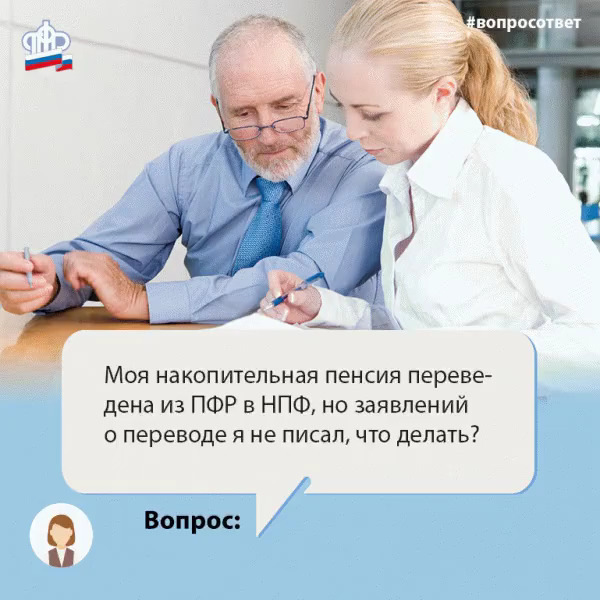 #вопросответ
Моя накопительная пенсия переве-
дена из ПФР в НПФ, но заявлений
о переводе я не писал, что делать?
Вопрос: